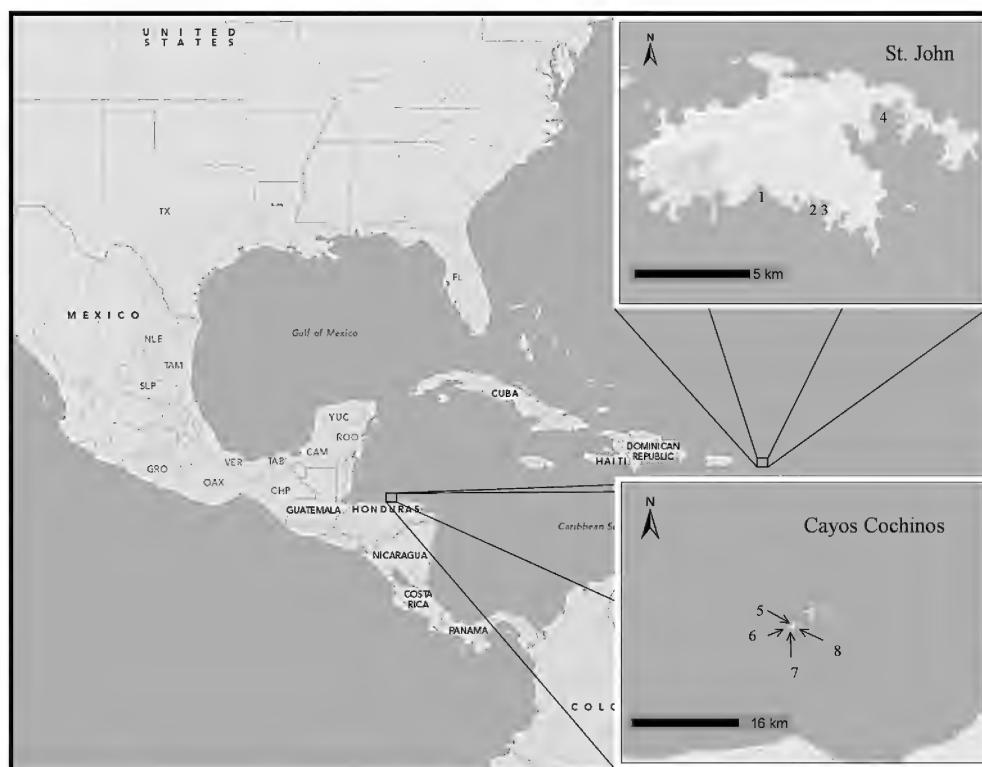 UNITED
STATES
TX
FL
MEXICO
NLE
TAM
SLP
Gulf of Mexico
CUBA
YUC
ROO
CAM
VER
TAB
GRO
OAX
CHP
HAITI
DOMINICAN
REPUBLIC
GUATEMALA
HONDURAS
NICARAGUA
COSTA
RICA
PANAMA
Caribbean
COLO
N
St. John
4
1
2 3
5 km
N
Cayos Cochinos
5
6
7
8
16 km